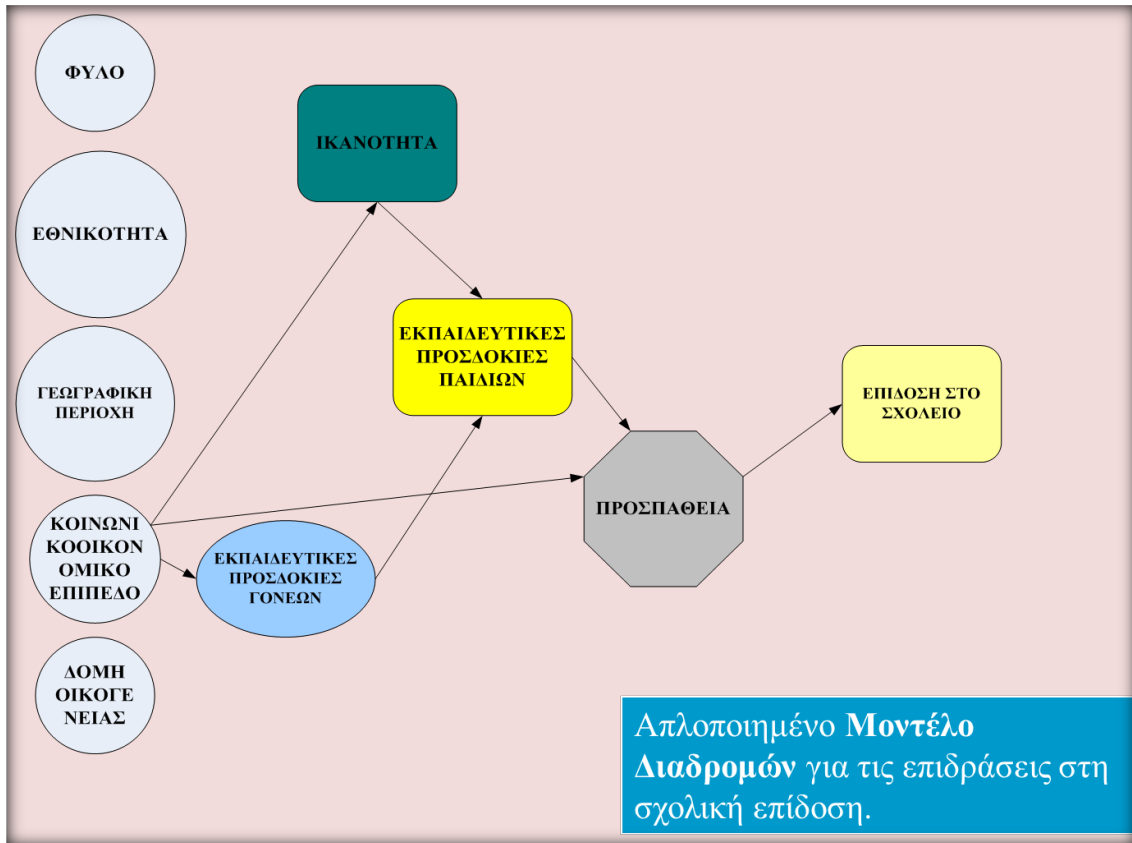 ΦΥΛΟ
ΙΚΑΝΟΤΗΤΑ
ΕΘΝΙΚΟΤΗΤΑ
ΕΚΠΑΙΔΕΥΤΙΚΕΣ
ΠΡΟΣΔΟΚΙΕΣ
ΠΑΙΔΙΩΝ
ΓΕΩΓΡΑΦΙΚΗ
ΠΕΡΙΟΧΗ
ΕΠΙΔΟΣΗ ΣΤΟ
ΣΧΟΛΕΙΟ
ΠΡΟΣΠΑΘΕΙΑ
ΚΟΙΝΩΝΙ
ΚΟΟΙΚΟΝ
ΟΜΙΚΟ
ΕΠΙΠΕΔΟ
ΕΚΠΑΙΔΕΥΤΙΚΕΣ
ΠΡΟΣΔΟΚΙΕΣ
ΓΟΝΕΩΝ
ΔΟΜΗ
ΟΙΚΟΓΕ
ΝΕΙΑΣ
Απλοποιημένο Μοντέλο
Διαδρομών για τις επιδράσεις στη
σχολική επίδοση.